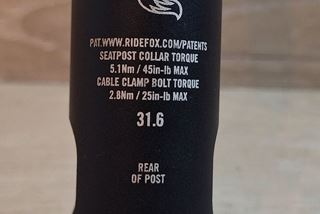 PAT.WWW.RIDEFOX.COM/PATENTS
SEATPOST COLLAR TORQUE
5.1Nm / 45in-lb MAX
CABLE CLAMP BOLT TORQUE
2.8Nm / 25in-lb MAX
31.6
REAR
OF POST